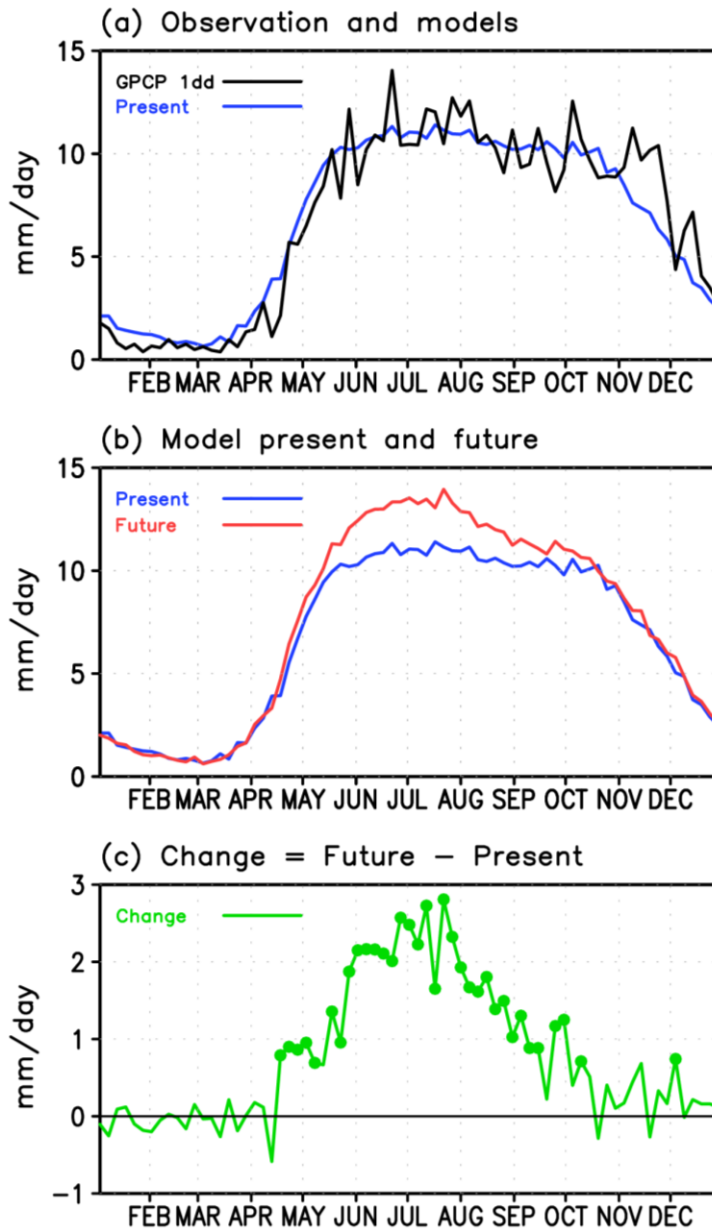 (a) Observation and models
15
GPCP 1dd
Present
10
mm/day
5
0
FEB MAR APR MAY JUN JUL AUG SEP OCT NOV DEC
(b) Model present and future
15
Present
Future
10
mm/day
5
0
FEB MAR APR MAY JUN JUL AUG SEP OCT NOV DEC
(c) Change = Future - Present
3
Change
2
mm/day
1
0
-1
FEB MAR APR MAY JUN JUL AUG SEP OCT NOV DEC